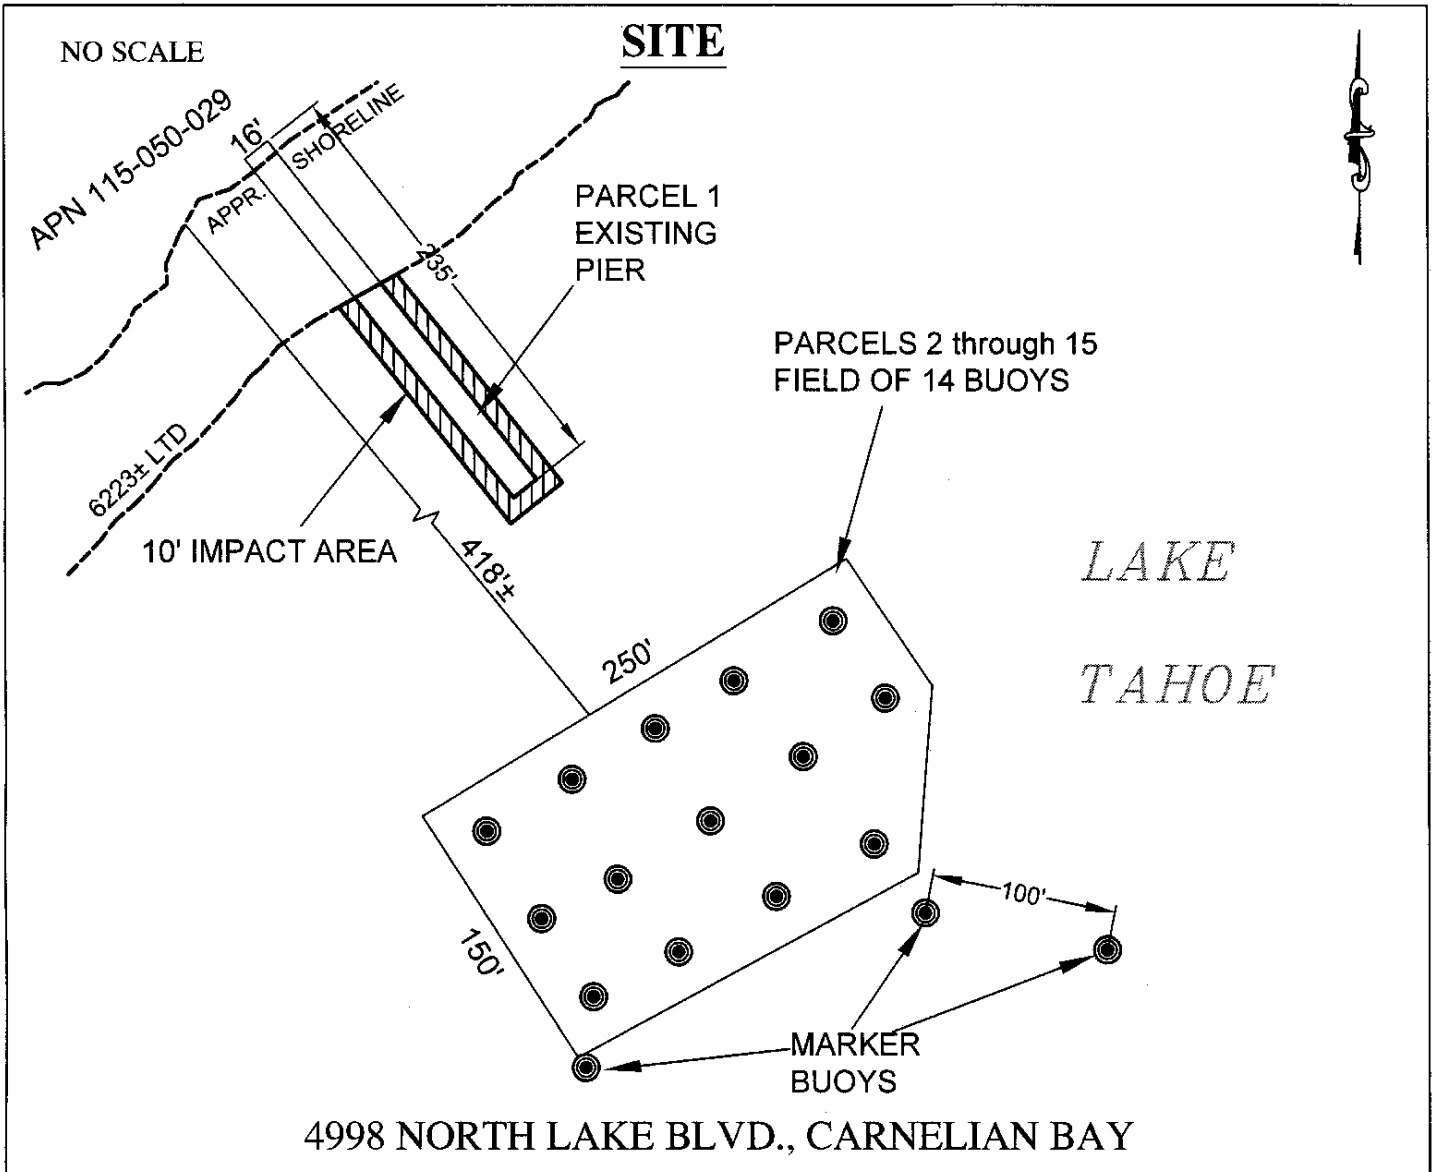 NO SCALE
SITE
APN 115-050-029
16'
SHORELINE
APPR.
PARCEL 1
EXISTING
PIER
235'
PARCELS 2 through 15
FIELD OF 14 BUOYS
6223± LTD
10' IMPACT AREA
418'±
LAKE
TAHOE
250'
150'
100'
MARKER
BUOYS
4998 NORTH LAKE BLVD., CARNELIAN BAY